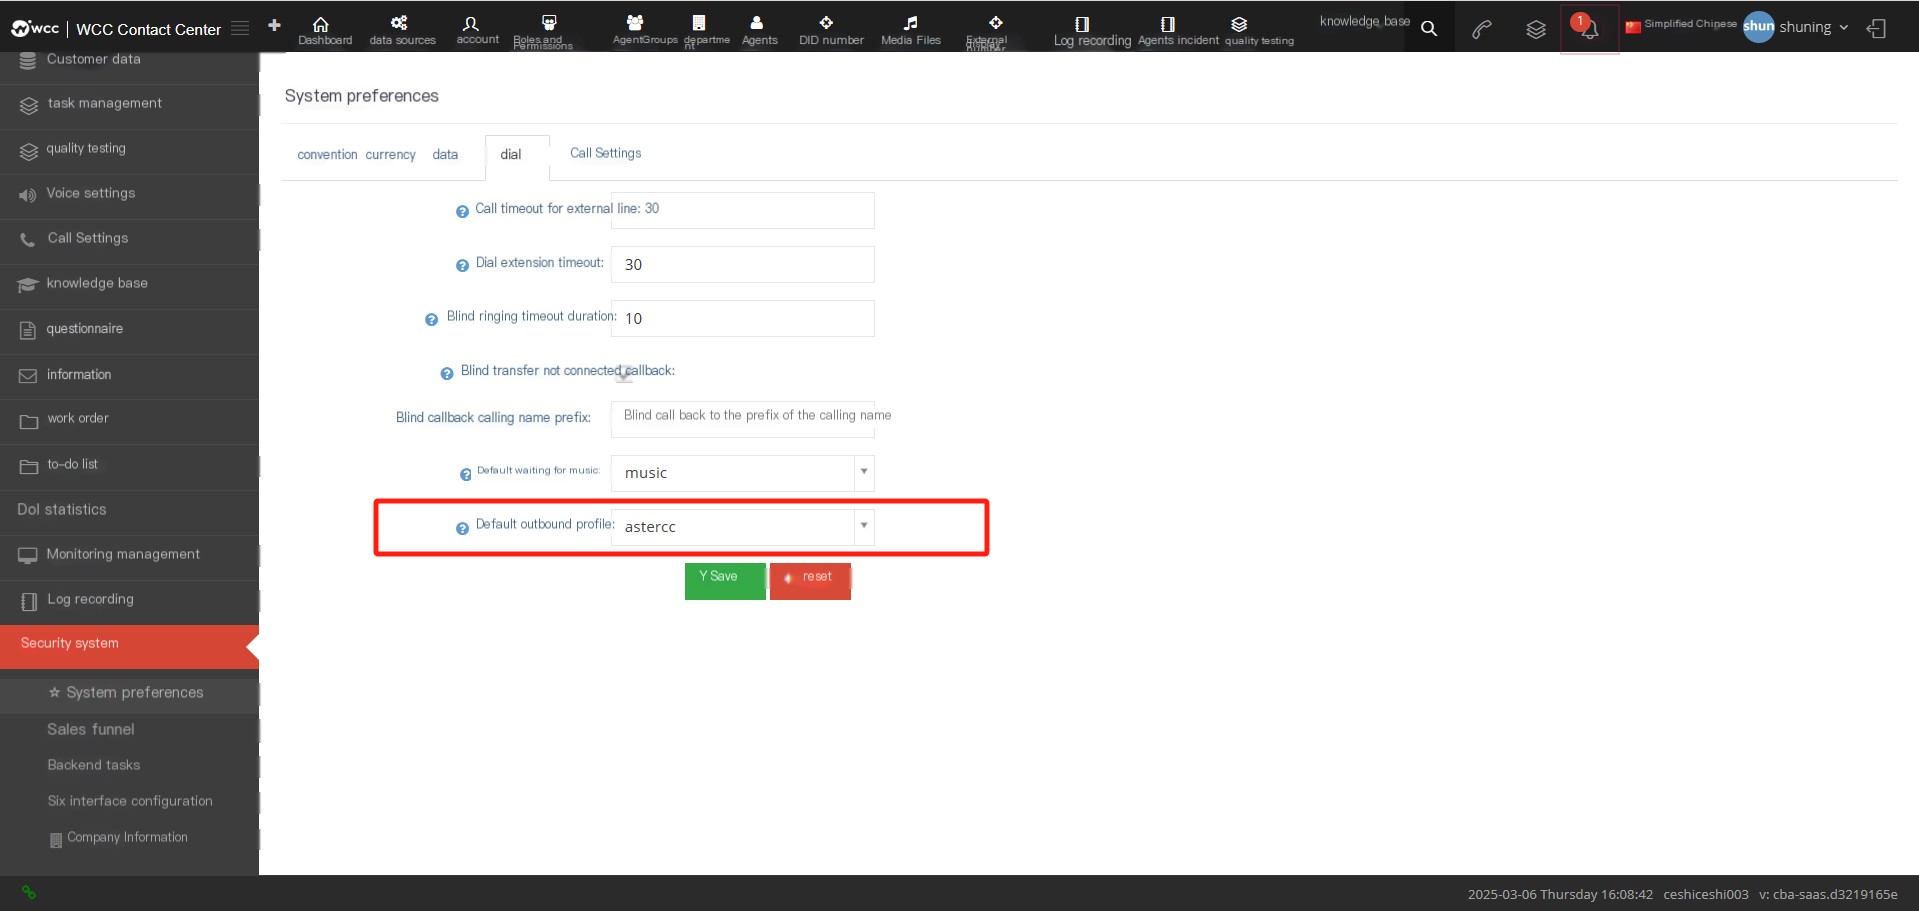 wcc | WCC Contact Center
Dashboard
data sources
account
Roles and
Permissions
AgentGroups
departme
nt
Agents
DID number
Media Files
External
Log recording
Agents incident
quality testing
knowledge base
1
Simplified Chinese
shun
shuning
Customer data
task management
quality testing
Voice settings
Call Settings
knowledge base
questionnaire
information
work order
to-do list
Dol statistics
Monitoring management
Log recording
Security system
System preferences
Sales funnel
Backend tasks
Six interface configuration
Company Information
System preferences
convention currency data dial Call Settings
Call timeout for external line: 30
Dial extension timeout: 30
Blind ringing timeout duration: 10
Blind transfer not connected callback:
Blind callback calling name prefix: Blind call back to the prefix of the calling name
Default waiting for music: music
Default outbound profile: astercc
Y Save reset
2025-03-06 Thursday 16:08:42 ceshiceshi003 v: cba-saas.d3219165e